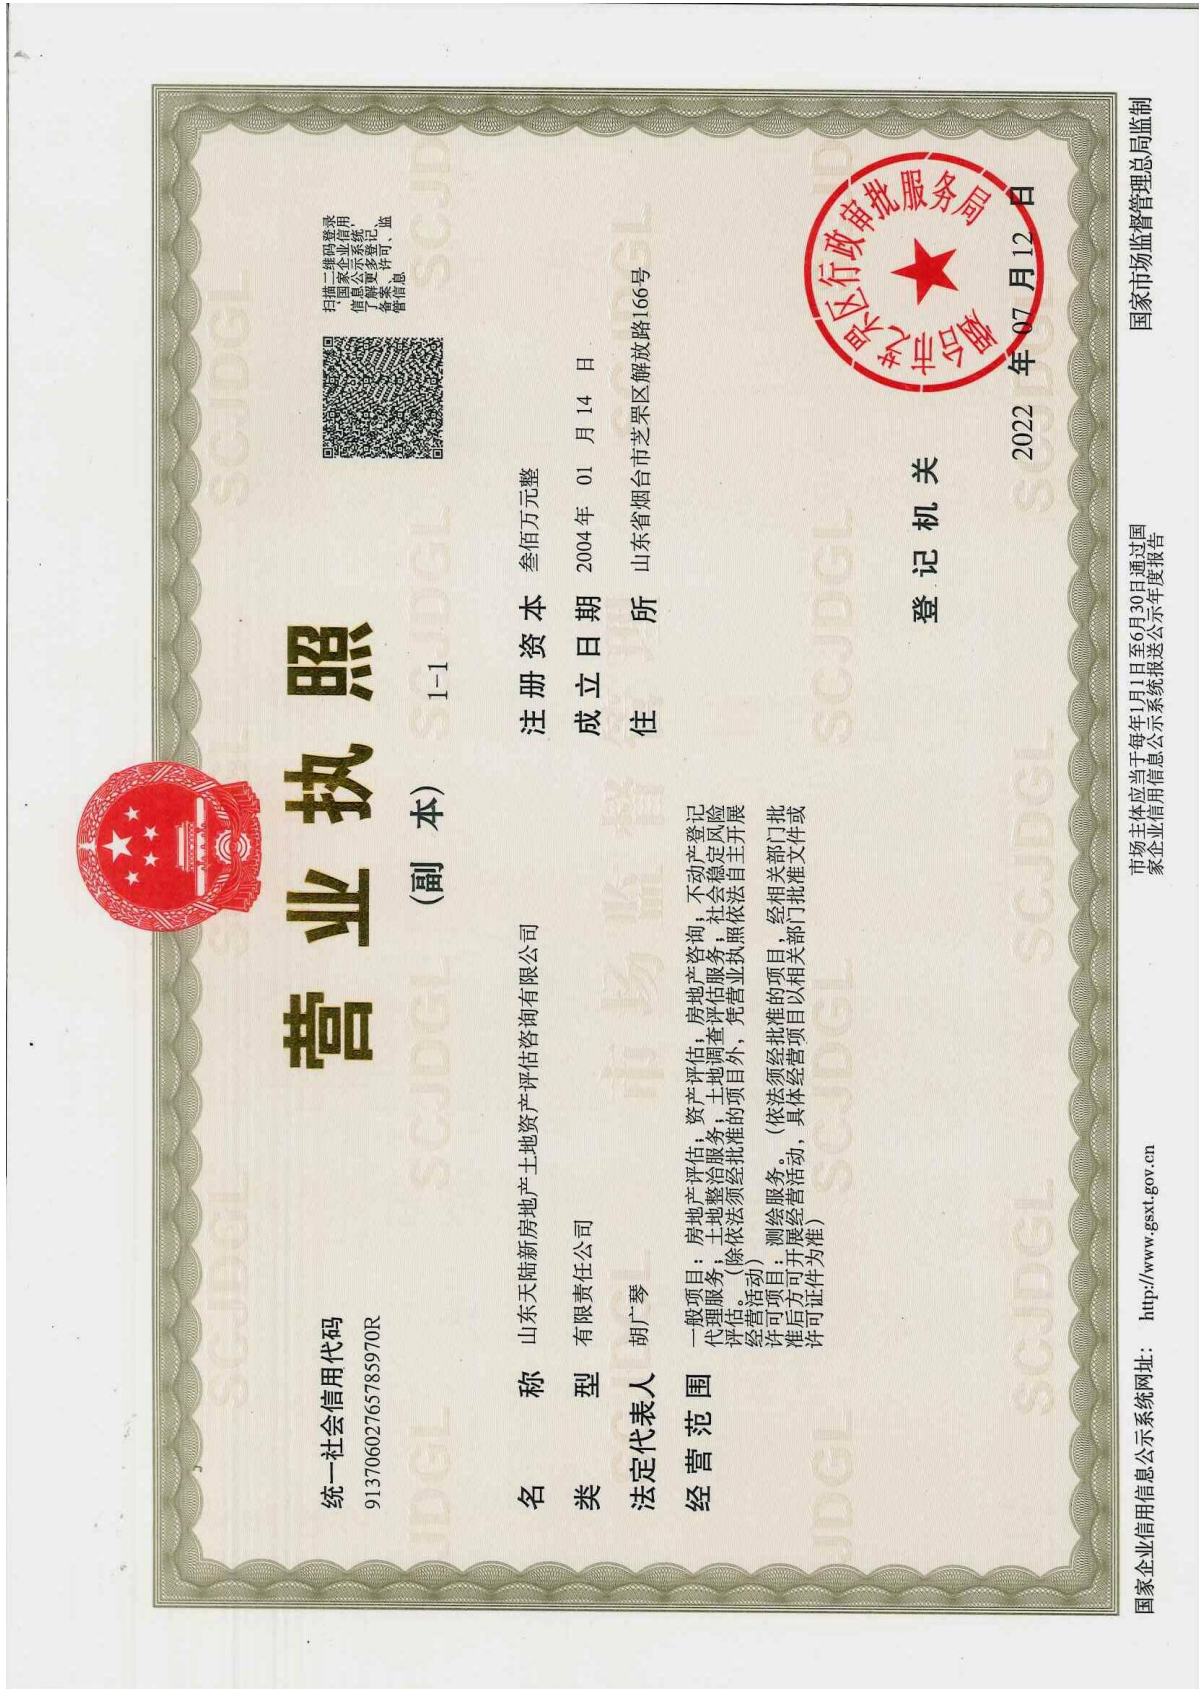 营业执照
(副 本)
1-1
统一社会信用代码
91370602765785970R
扫描二维码登录
‘国家企业信用
信息公示系统’
了解更多登记、
备案、许可、监
管信息
名 称 山东天陆新房地产土地资产评估咨询有限公司
类 型 有限责任公司
法定代表人 胡广琴
经营范围 一般项目：房地产评估；资产评估；房地产咨询；不动产登记
代理服务；土地整治服务；土地调查评估服务；社会稳定风险
评估。（除依法须经批准的项目外，凭营业执照依法自主开展
经营活动）
许可项目：测绘服务。（依法须经批准的项目，经相关部门批
准后方可开展经营活动，具体经营项目以相关部门批准文件或
许可证件为准）
注册资本 叁佰万元整
成立日期 2004年 01 月 14 日
住 所 山东省烟台市芝罘区解放路166号
登记机关
烟台市芝罘区行政审批服务局
2022 年 07 月 12 日
国家企业信用信息公示系统网址： http://www.gsxt.gov.cn
市场主体应当于每年1月1日至6月30日通过国
家企业信用信息公示系统报送公示年度报告
国家市场监督管理总局监制